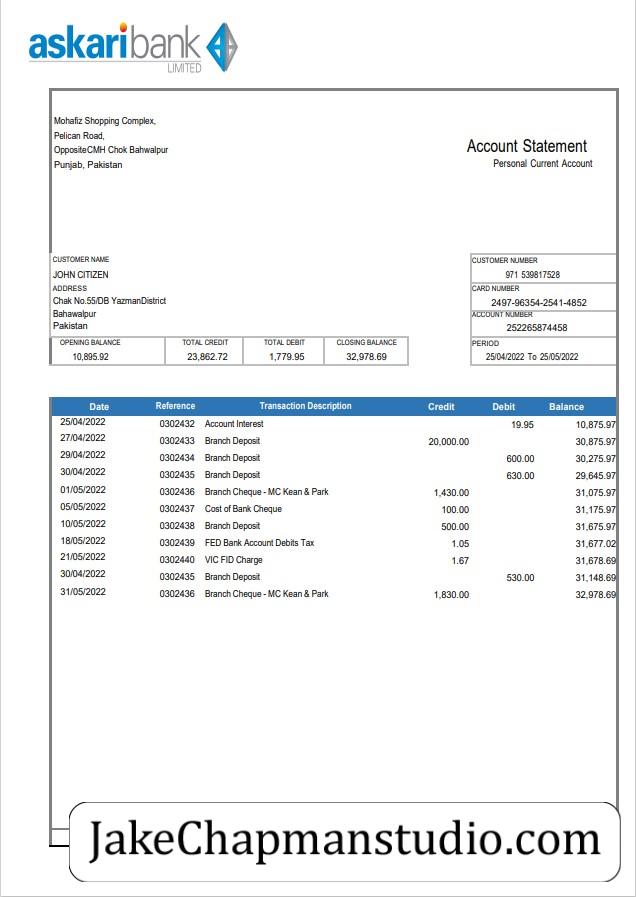 askaribank
LIMITED
Mohafiz Shopping Complex,
Pelican Road,
OppositeCMH Chok Bahwalpur
Punjab, Pakistan
Account Statement
Personal Current Account
CUSTOMER NAME
JOHN CITIZEN
ADDRESS
Chak No.55/DB YazmanDistrict
Bahawalpur
Pakistan
CUSTOMER NUMBER
971 539817528
CARD NUMBER
2497-96354-2541-4852
ACCOUNT NUMBER
252265874458
PERIOD
25/04/2022 To 25/05/2022
OPENING BALANCE TOTAL CREDIT TOTAL DEBIT CLOSING BALANCE
10,895.92 23,862.72 1,779.95 32,978.69
Date Reference Transaction Description Credit Debit Balance
25/04/2022 0302432 Account Interest 19.95 10,875.97
27/04/2022 0302433 Branch Deposit 20,000.00 30,875.97
29/04/2022 0302434 Branch Deposit 600.00 30,275.97
30/04/2022 0302435 Branch Deposit 630.00 29,645.97
01/05/2022 0302436 Branch Cheque - MC Kean & Park 1,430.00 31,075.97
05/05/2022 0302437 Cost of Bank Cheque 100.00 31,175.97
10/05/2022 0302438 Branch Deposit 500.00 31,675.97
18/05/2022 0302439 FED Bank Account Debits Tax 1.05 31,677.02
21/05/2022 0302440 VIC FID Charge 1.67 31,678.69
30/04/2022 0302435 Branch Deposit 530.00 31,148.69
31/05/2022 0302436 Branch Cheque - MC Kean & Park 1,830.00 32,978.69
JakeChapmanstudio.com